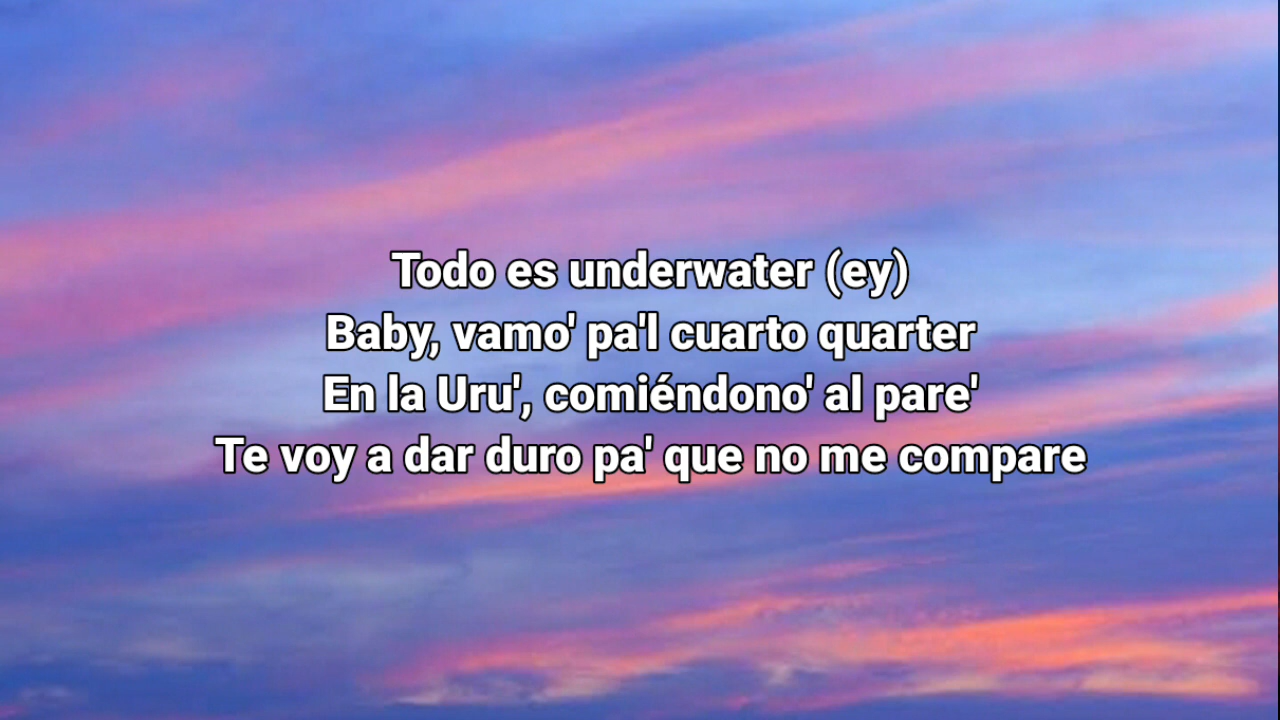 Todo es underwater (ey)
Baby, vamo' pa'l cuarto quarter
En la Uru', comiéndono' al pare'
Te voy a dar duro pa' que no me compare